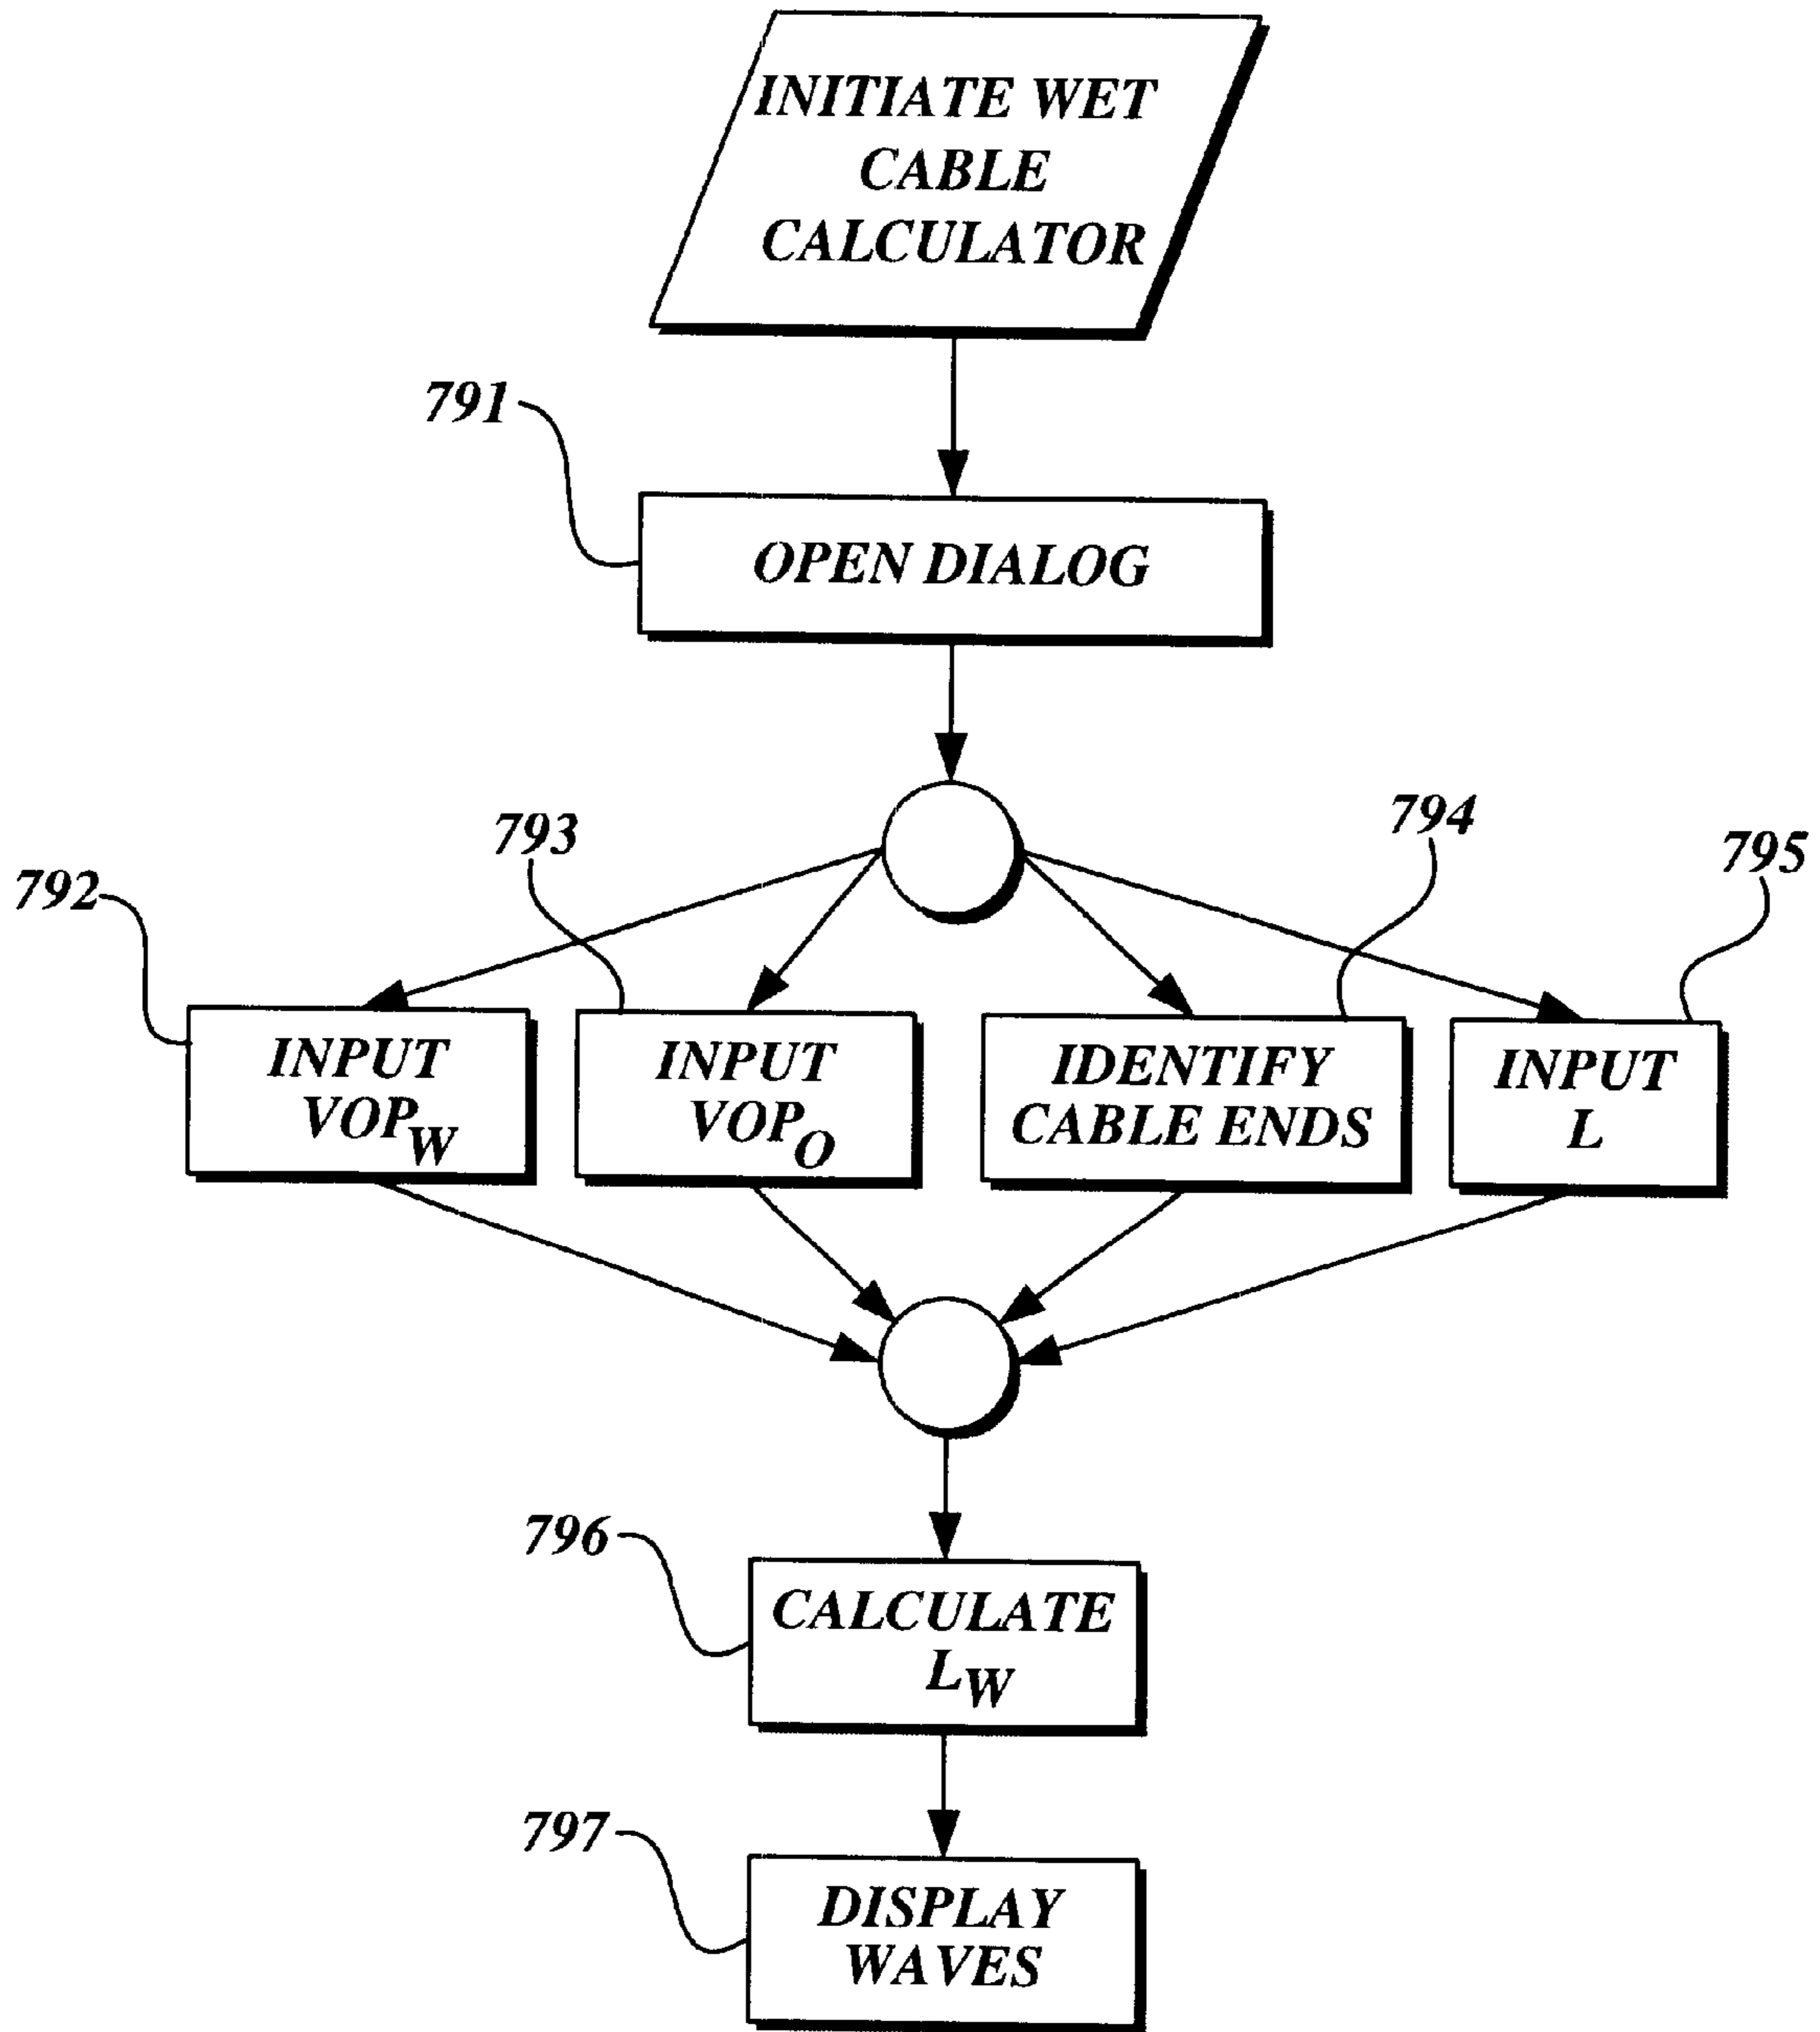 INITIATE WET
CABLE
CALCULATOR
791
OPEN DIALOG
792
793
794
795
INPUT
VOPW
INPUT
VOPO
IDENTIFY
CABLE ENDS
INPUT
L
796
CALCULATE
LW
797
DISPLAY
WAVES